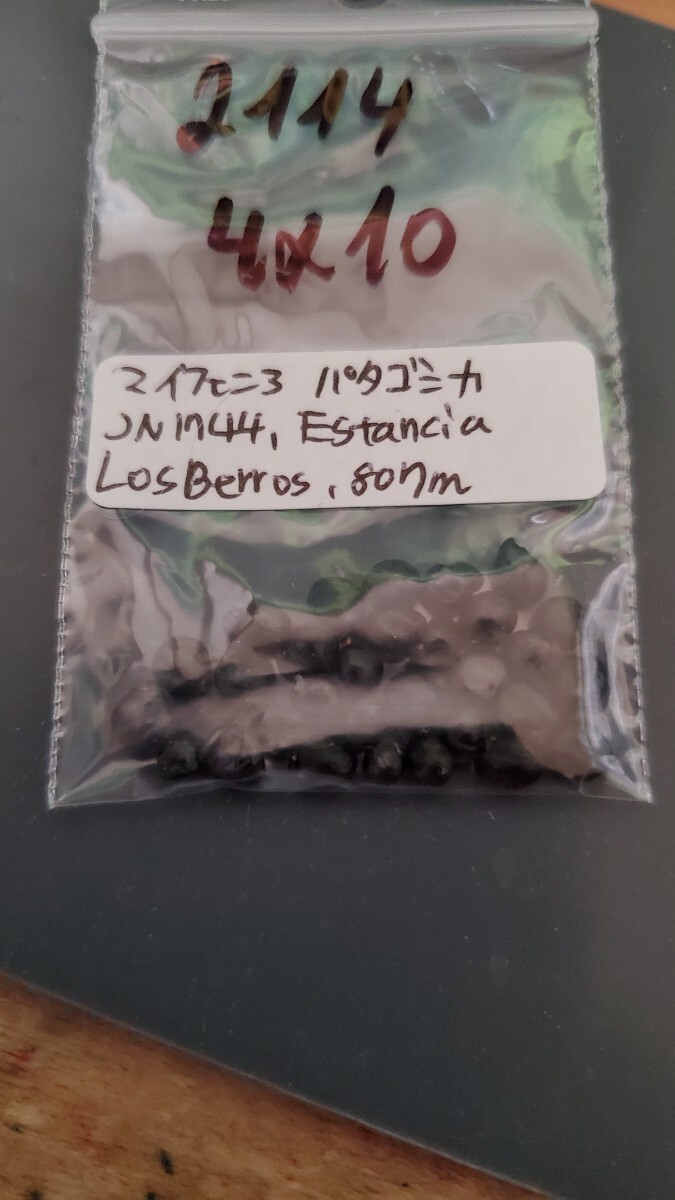 2114
4x10
マイフェニ3 パタゴニカ
JN1744, Estancia
Los Berros, 807m